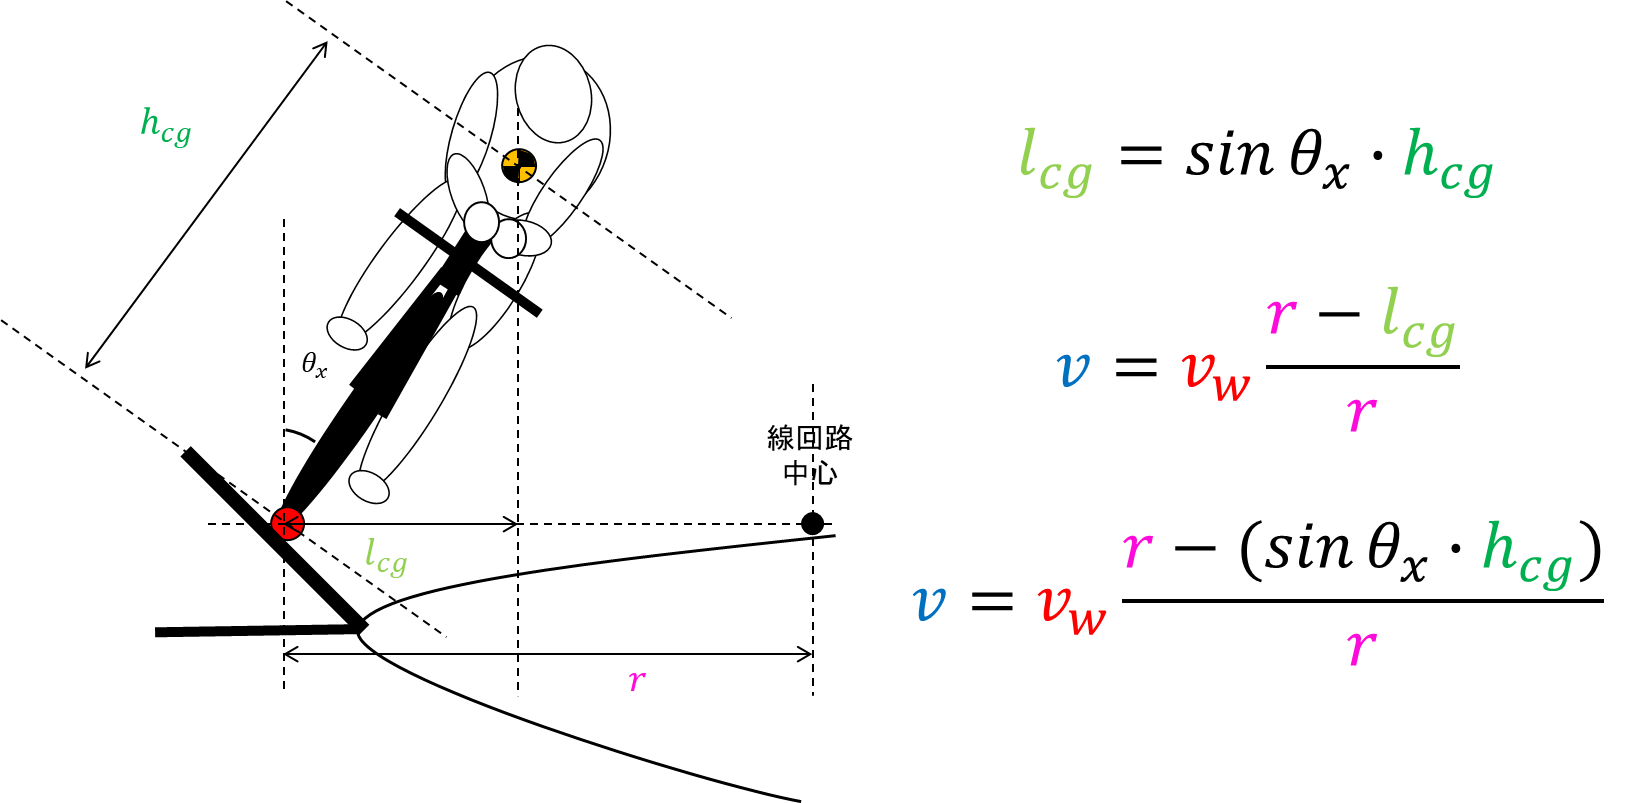 h_cg
θ_x
線回路
中心
l_cg
r
l_cg = sin θ_x · h_cg
v = v_w (r − l_cg) / r
v = v_w (r − (sin θ_x · h_cg)) / r